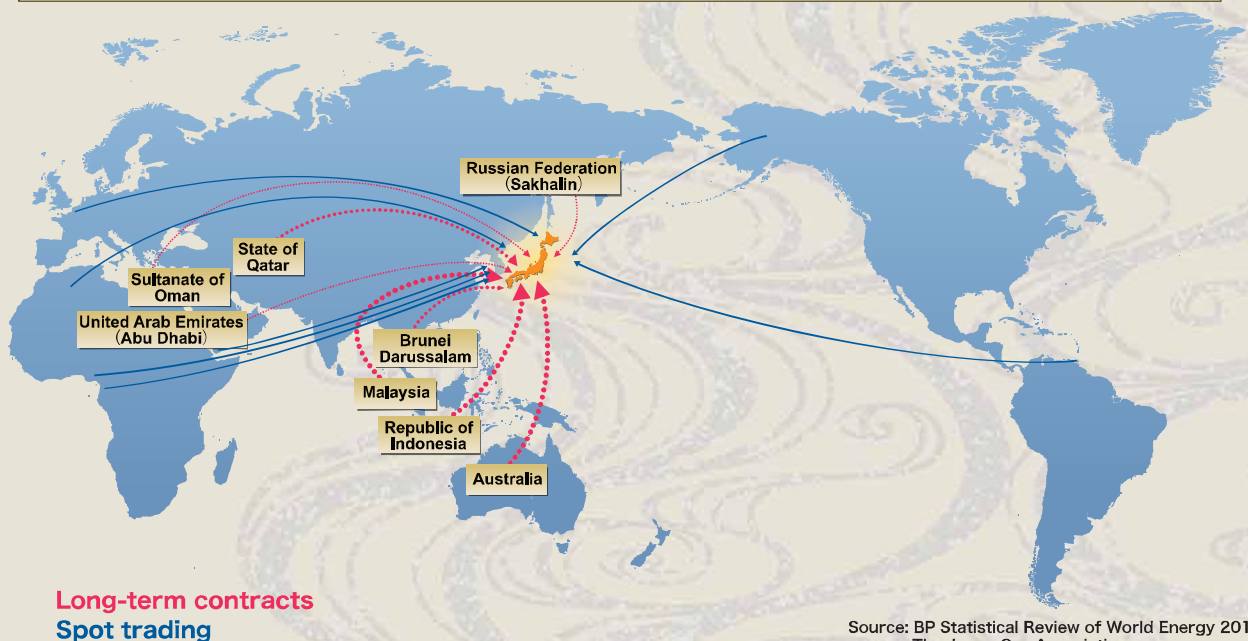 Russian Federation
(Sakhalin)
State of
Qatar
Sultanate of
Oman
United Arab Emirates
(Abu Dhabi)
Brunei
Darussalam
Malaysia
Republic of
Indonesia
Australia
Long-term contracts
Spot trading
Source: BP Statistical Review of World Energy 201